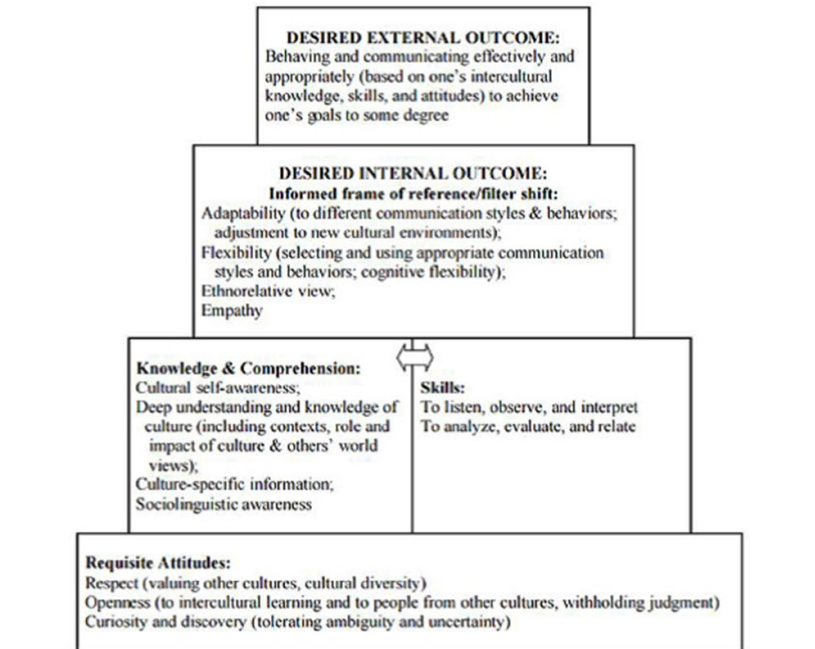 DESIRED EXTERNAL OUTCOME:
Behaving and communicating effectively and
appropriately (based on one's intercultural
knowledge, skills, and attitudes) to achieve
one's goals to some degree
DESIRED INTERNAL OUTCOME:
Informed frame of reference/filter shift:
Adaptability (to different communication styles & behaviors;
adjustment to new cultural environments);
Flexibility (selecting and using appropriate communication
styles and behaviors; cognitive flexibility);
Ethnorelative view;
Empathy
Knowledge & Comprehension:
Cultural self-awareness;
Deep understanding and knowledge of
culture (including contexts, role and
impact of culture & others' world
views);
Culture-specific information;
Sociolinguistic awareness
Skills:
To listen, observe, and interpret
To analyze, evaluate, and relate
Requisite Attitudes:
Respect (valuing other cultures, cultural diversity)
Openness (to intercultural learning and to people from other cultures, withholding judgment)
Curiosity and discovery (tolerating ambiguity and uncertainty)